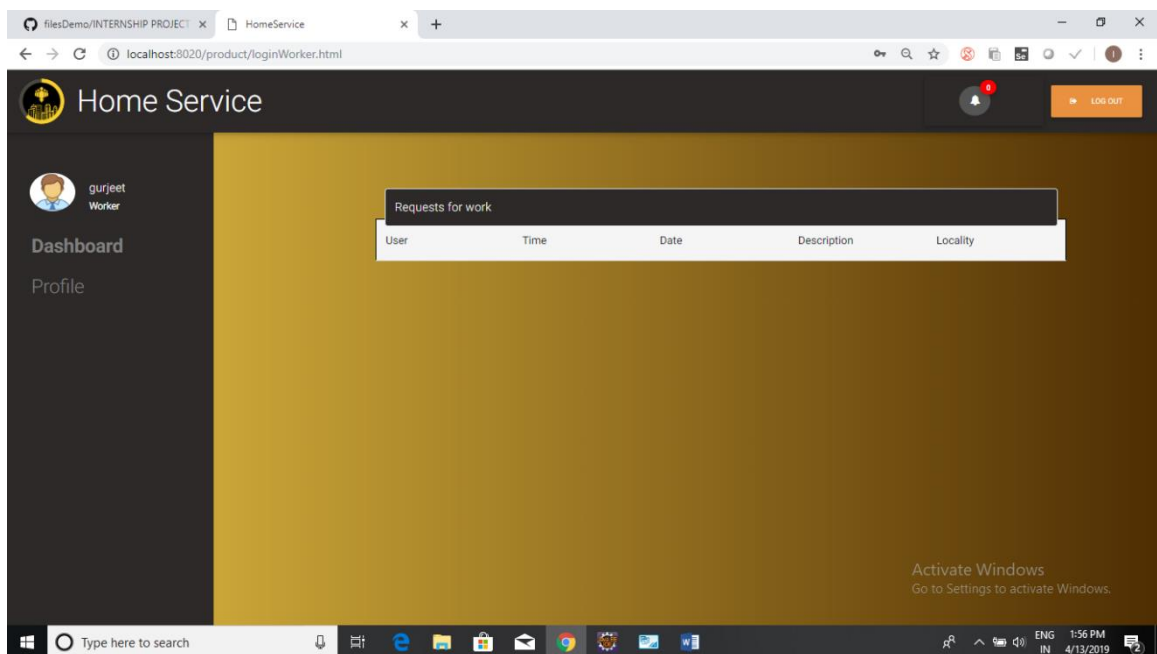 filesDemo/INTERNSHIP PROJECT
HomeService
localhost:8020/product/loginWorker.html
Se
I
Home Service
0
LOG OUT
gurjeet
Worker
Dashboard
Profile
Requests for work
User Time Date Description Locality
Activate Windows
Go to Settings to activate Windows.
Type here to search
ENG
IN
1:56 PM
4/13/2019
2